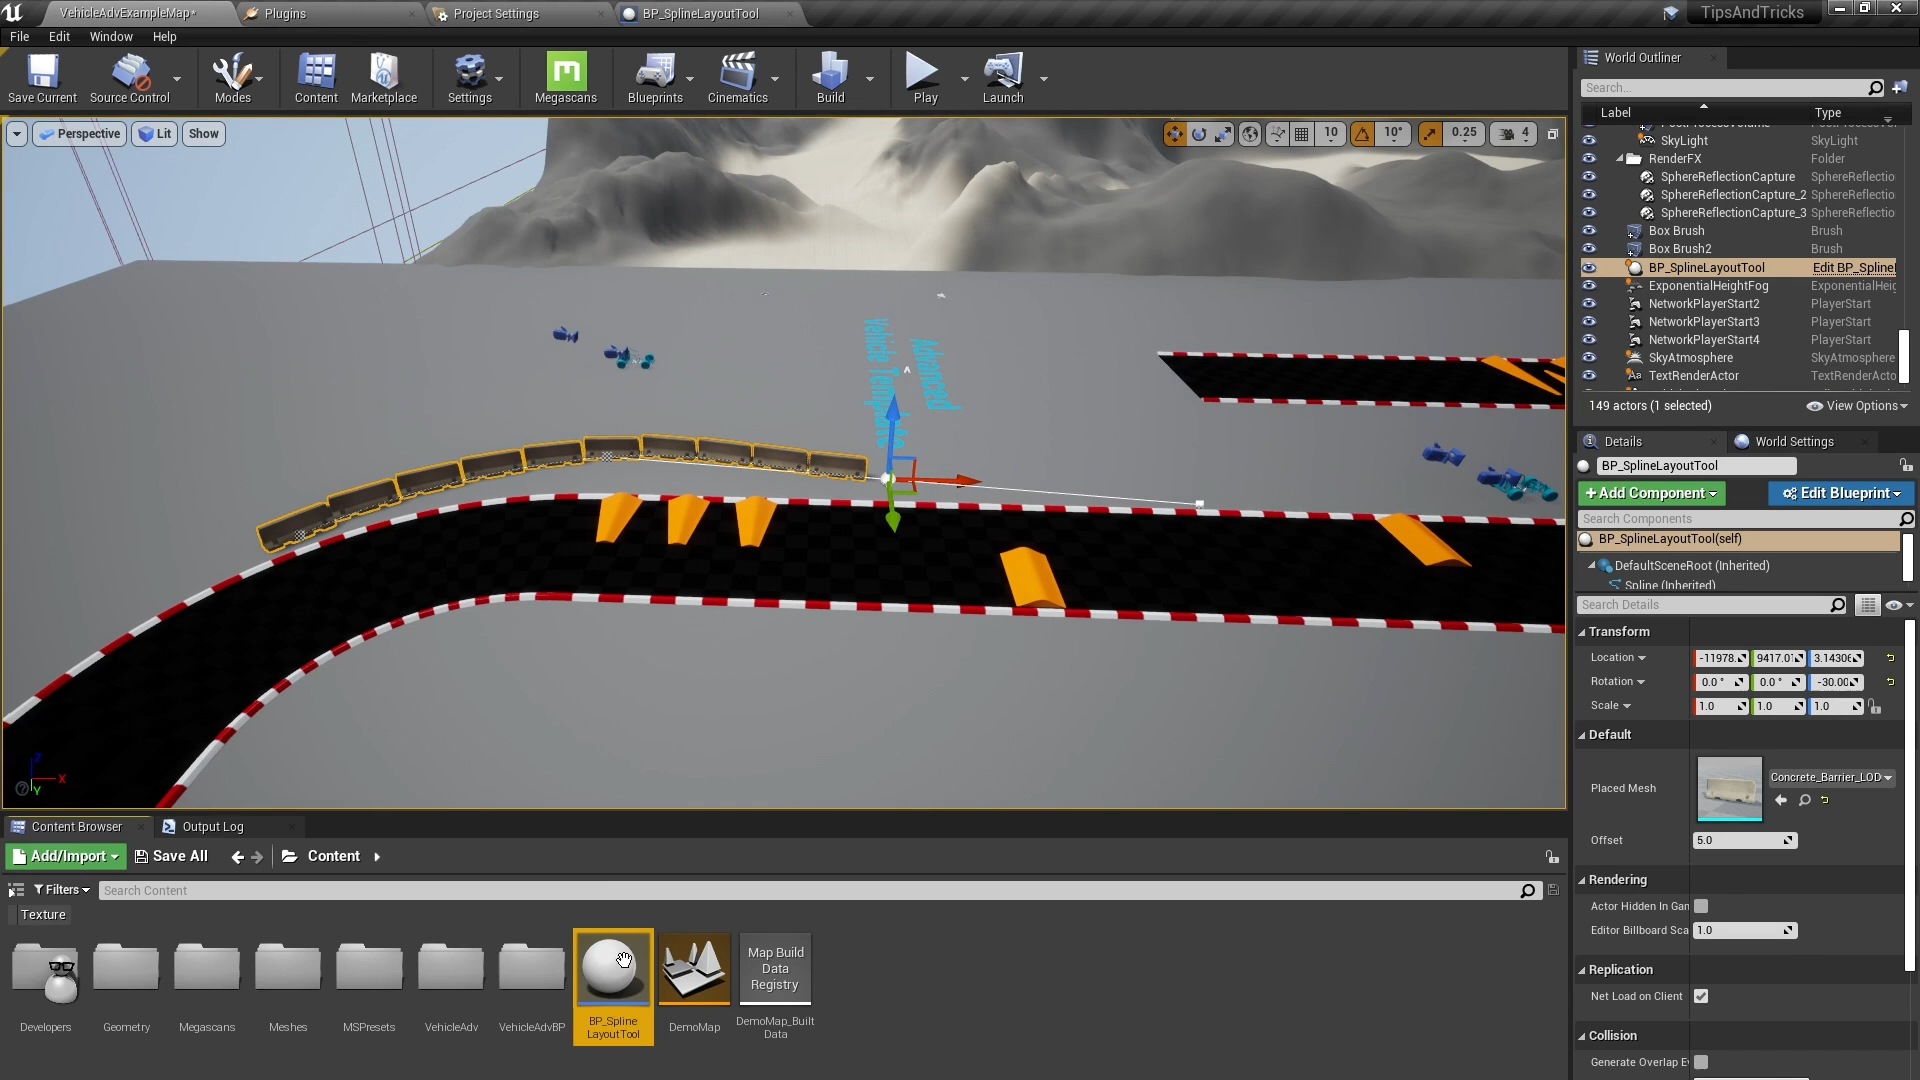 VehicleAdvExampleMap*
Plugins
Project Settings
BP_SplineLayoutTool
TipsAndTricks
File Edit Window Help
Save Current
Source Control
Modes
Content
Marketplace
Settings
Megascans
Blueprints
Cinematics
Build
Play
Launch
Perspective
Lit
Show
10
10°
0.25
4
Vehicle Template
Advanced
Z
X
Y
World Outliner
Search...
Label Type
SkyLight SkyLight
RenderFX Folder
SphereReflectionCapture SphereReflectio
SphereReflectionCapture_2 SphereReflectio
SphereReflectionCapture_3 SphereReflectio
Box Brush Brush
Box Brush2 Brush
BP_SplineLayoutTool Edit BP_Splinel
ExponentialHeightFog ExponentialHeig
NetworkPlayerStart2 PlayerStart
NetworkPlayerStart3 PlayerStart
NetworkPlayerStart4 PlayerStart
SkyAtmosphere SkyAtmosphere
TextRenderActor TextRenderActo
149 actors (1 selected)
View Options
Details
World Settings
BP_SplineLayoutTool
+Add Component
Edit Blueprint
Search Components
BP_SplineLayoutTool(self)
DefaultSceneRoot (Inherited)
Spline (Inherited)
Search Details
Transform
Location -11978. 9417.01 3.14306
Rotation 0.0 ° 0.0 ° -30.00
Scale 1.0 1.0 1.0
Default
Placed Mesh
Concrete_Barrier_LOD
Offset 5.0
Rendering
Actor Hidden In Gan
Editor Billboard Sca 1.0
Replication
Net Load on Client
Collision
Generate Overlap E
Content Browser
Output Log
Add/Import
Save All
Content
Filters
Search Content
Texture
Map Build
Data
Registry
Developers
Geometry
Megascans
Meshes
MSPresets
VehicleAdv
VehicleAdvBP
BP_Spline
LayoutTool
DemoMap
DemoMap_Built
Data